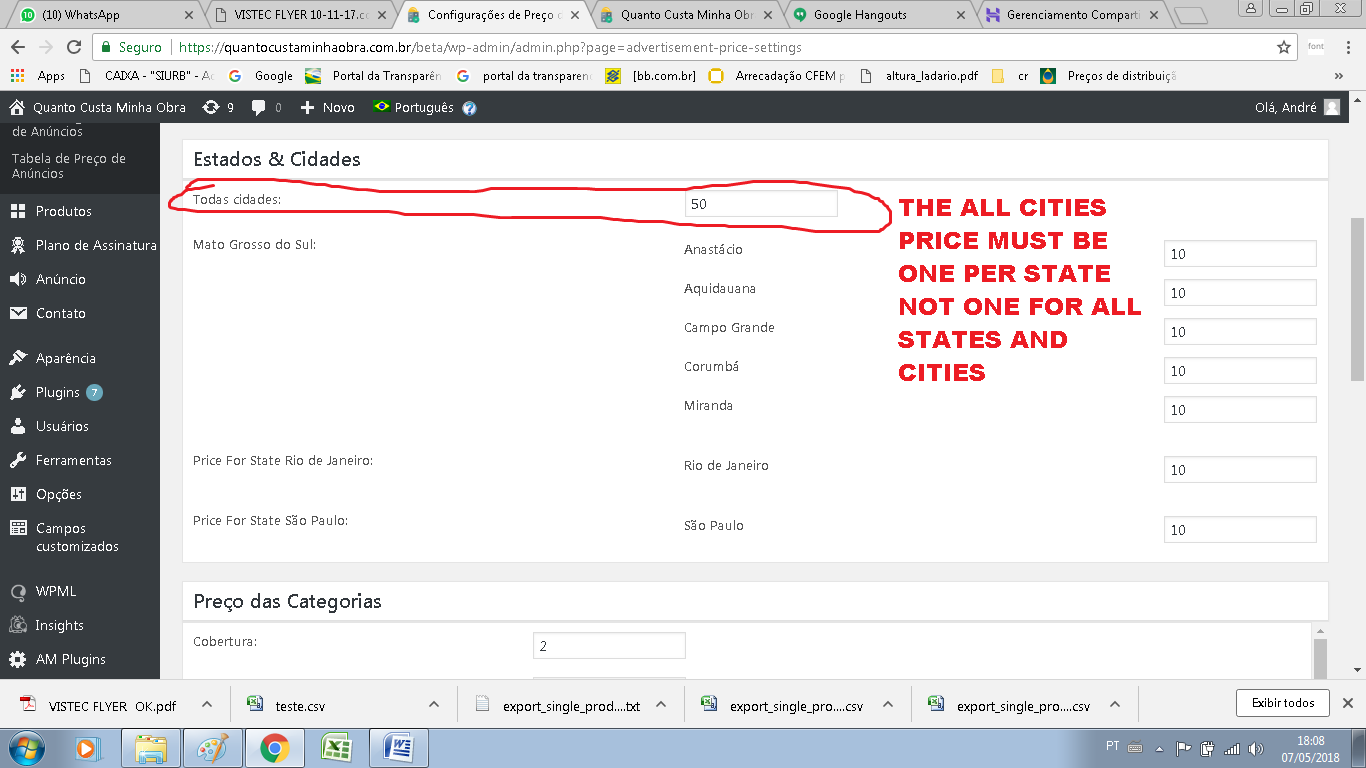 (10) WhatsApp
VISTEC FLYER 10-11-17.c
Configurações de Preço d
Quanto Custa Minha Obr
Google Hangouts
Gerenciamento Comparti
Seguro
https://quantocustaminhaobra.com.br/beta/wp-admin/admin.php?page=advertisement-price-settings
font
Apps
CAIXA - "SIURB" - Ac
Google
Portal da Transparên
portal da transparenc
[bb.com.br]
Arrecadação CFEM p
altura_ladario.pdf
cr
Preços de distribuiçã
»
Quanto Custa Minha Obra
9
0
Novo
Português
Olá, André
de Anúncios
Tabela de Preço de
Anúncios
Produtos
Plano de Assinatura
Anúncio
Contato
Aparência
Plugins 7
Usuários
Ferramentas
Opções
Campos
customizados
WPML
Insights
AM Plugins
Estados & Cidades
Todas cidades:
50
THE ALL CITIES
PRICE MUST BE
ONE PER STATE
NOT ONE FOR ALL
STATES AND
CITIES
Mato Grosso do Sul:
Anastácio
10
Aquidauana
10
Campo Grande
10
Corumbá
10
Miranda
10
Price For State Rio de Janeiro:
Rio de Janeiro
10
Price For State São Paulo:
São Paulo
10
Preço das Categorias
Cobertura:
2
VISTEC FLYER OK.pdf
teste.csv
export_single_prod....txt
export_single_pro....csv
export_single_pro....csv
Exibir todos
PT
18:08
07/05/2018